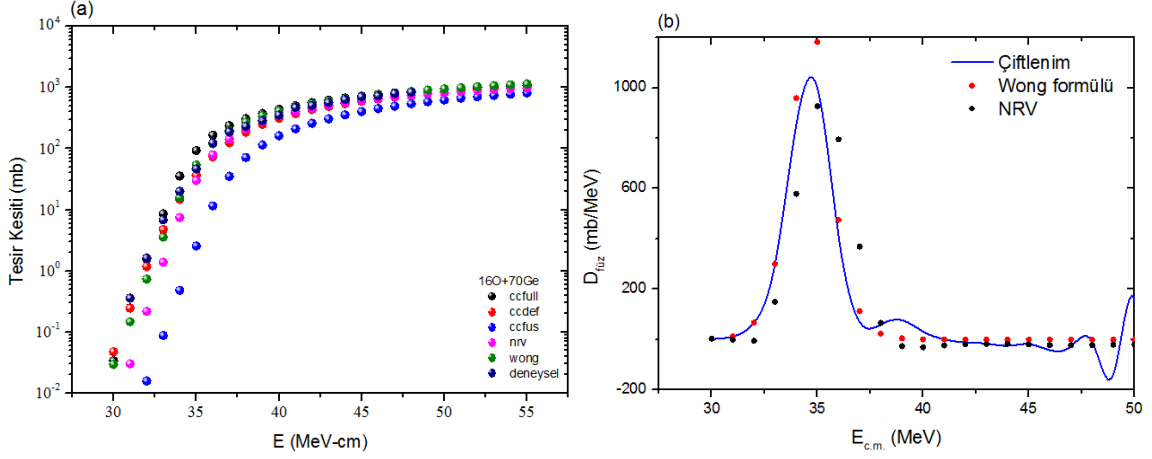 (a)
10^4
10^3
10^2
10^1
10^0
10^-1
10^-2
Tesir Kesiti (mb)
30 35 40 45 50 55
E (MeV-cm)
16O+70Ge
ccfull
ccdef
ccfus
nrv
wong
deneysel
(b)
1000
600
200
-200
D_füz (mb/MeV)
30 35 40 45 50
E_c.m. (MeV)
Çiftlenim
Wong formülü
NRV